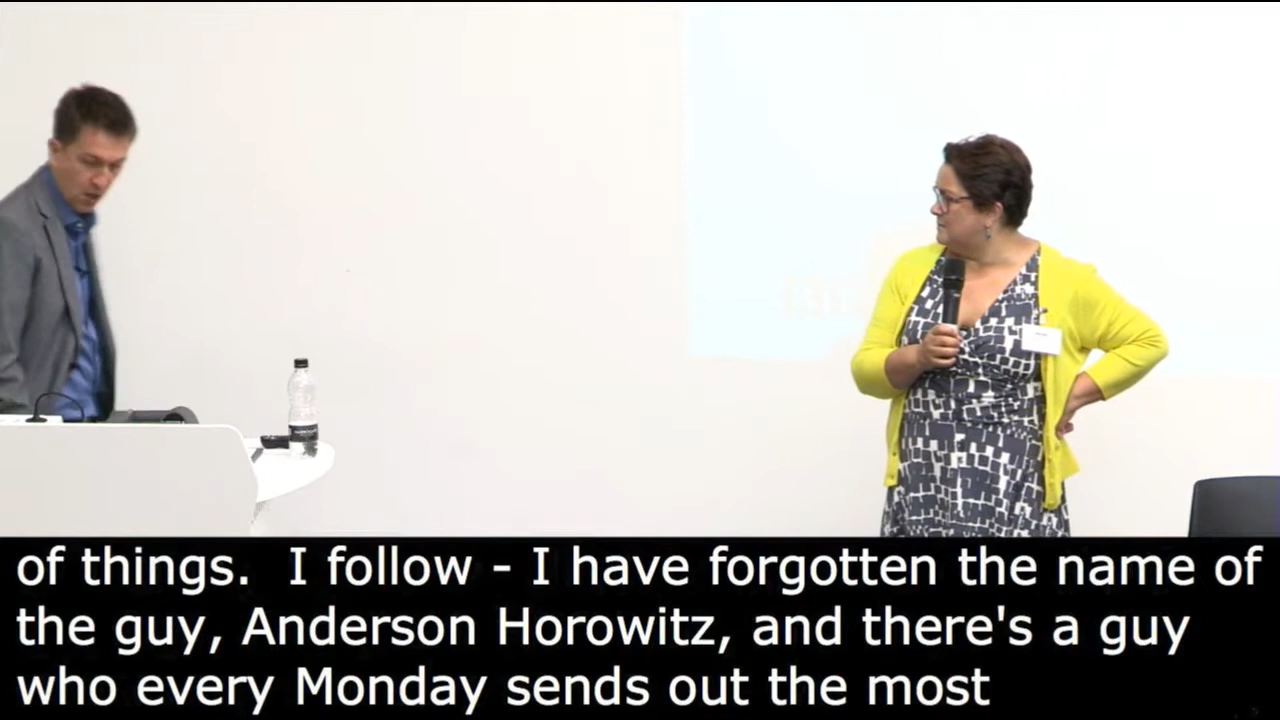 of things.  I follow - I have forgotten the name of
the guy, Anderson Horowitz, and there's a guy
who every Monday sends out the most